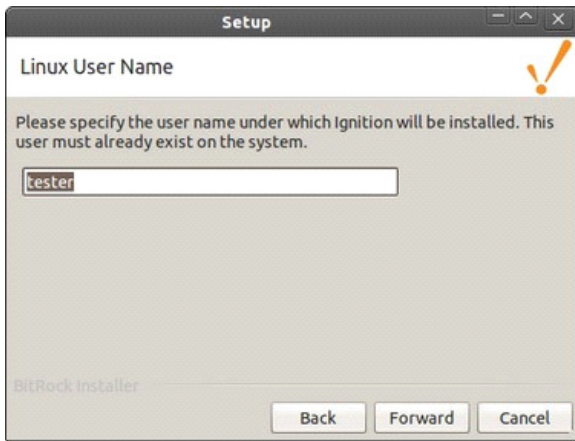 Setup
Linux User Name
Please specify the user name under which Ignition will be installed. This
user must already exist on the system.
tester
BitRock Installer
Back Forward Cancel